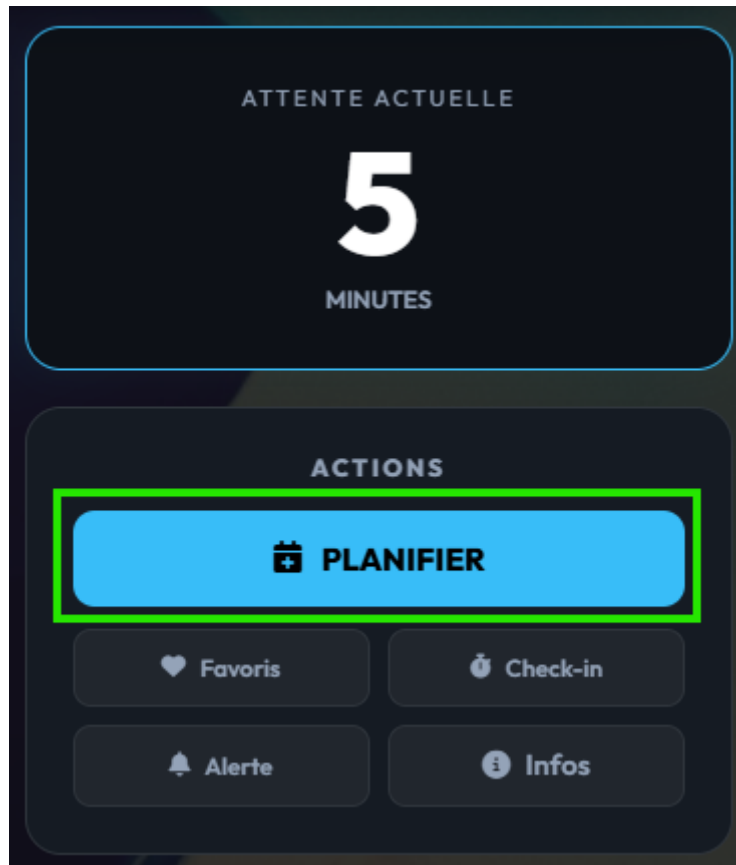 ATTENTE ACTUELLE
5
MINUTES
ACTIONS
PLANIFIER
Favoris
Check-in
Alerte
Infos